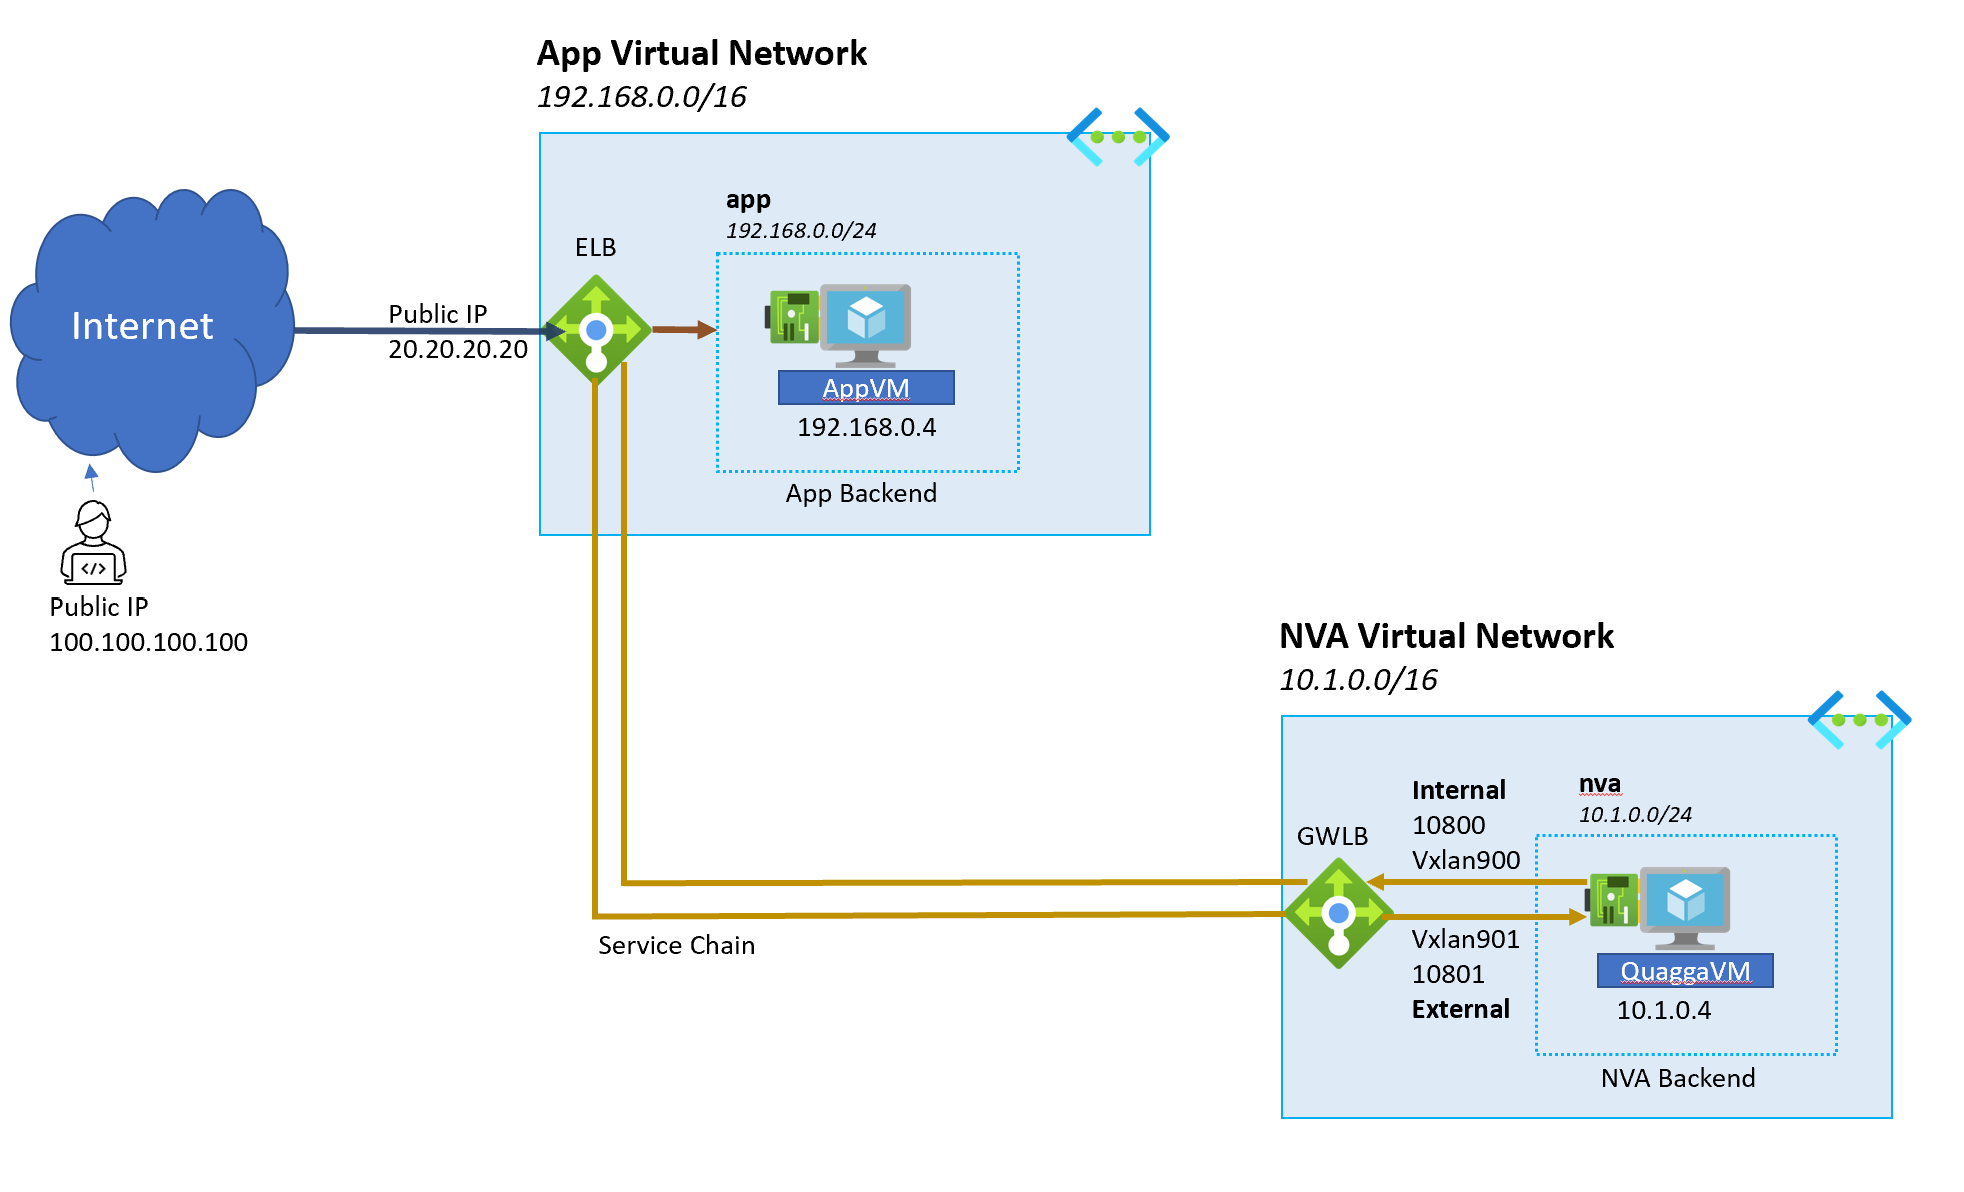 App Virtual Network
192.168.0.0/16
app
192.168.0.0/24
ELB
Internet
Public IP
20.20.20.20
AppVM
192.168.0.4
App Backend
</>
Public IP
100.100.100.100
NVA Virtual Network
10.1.0.0/16
Internal
10800
Vxlan900
nva
10.1.0.0/24
GWLB
Service Chain
Vxlan901
10801
External
QuaggaVM
10.1.0.4
NVA Backend